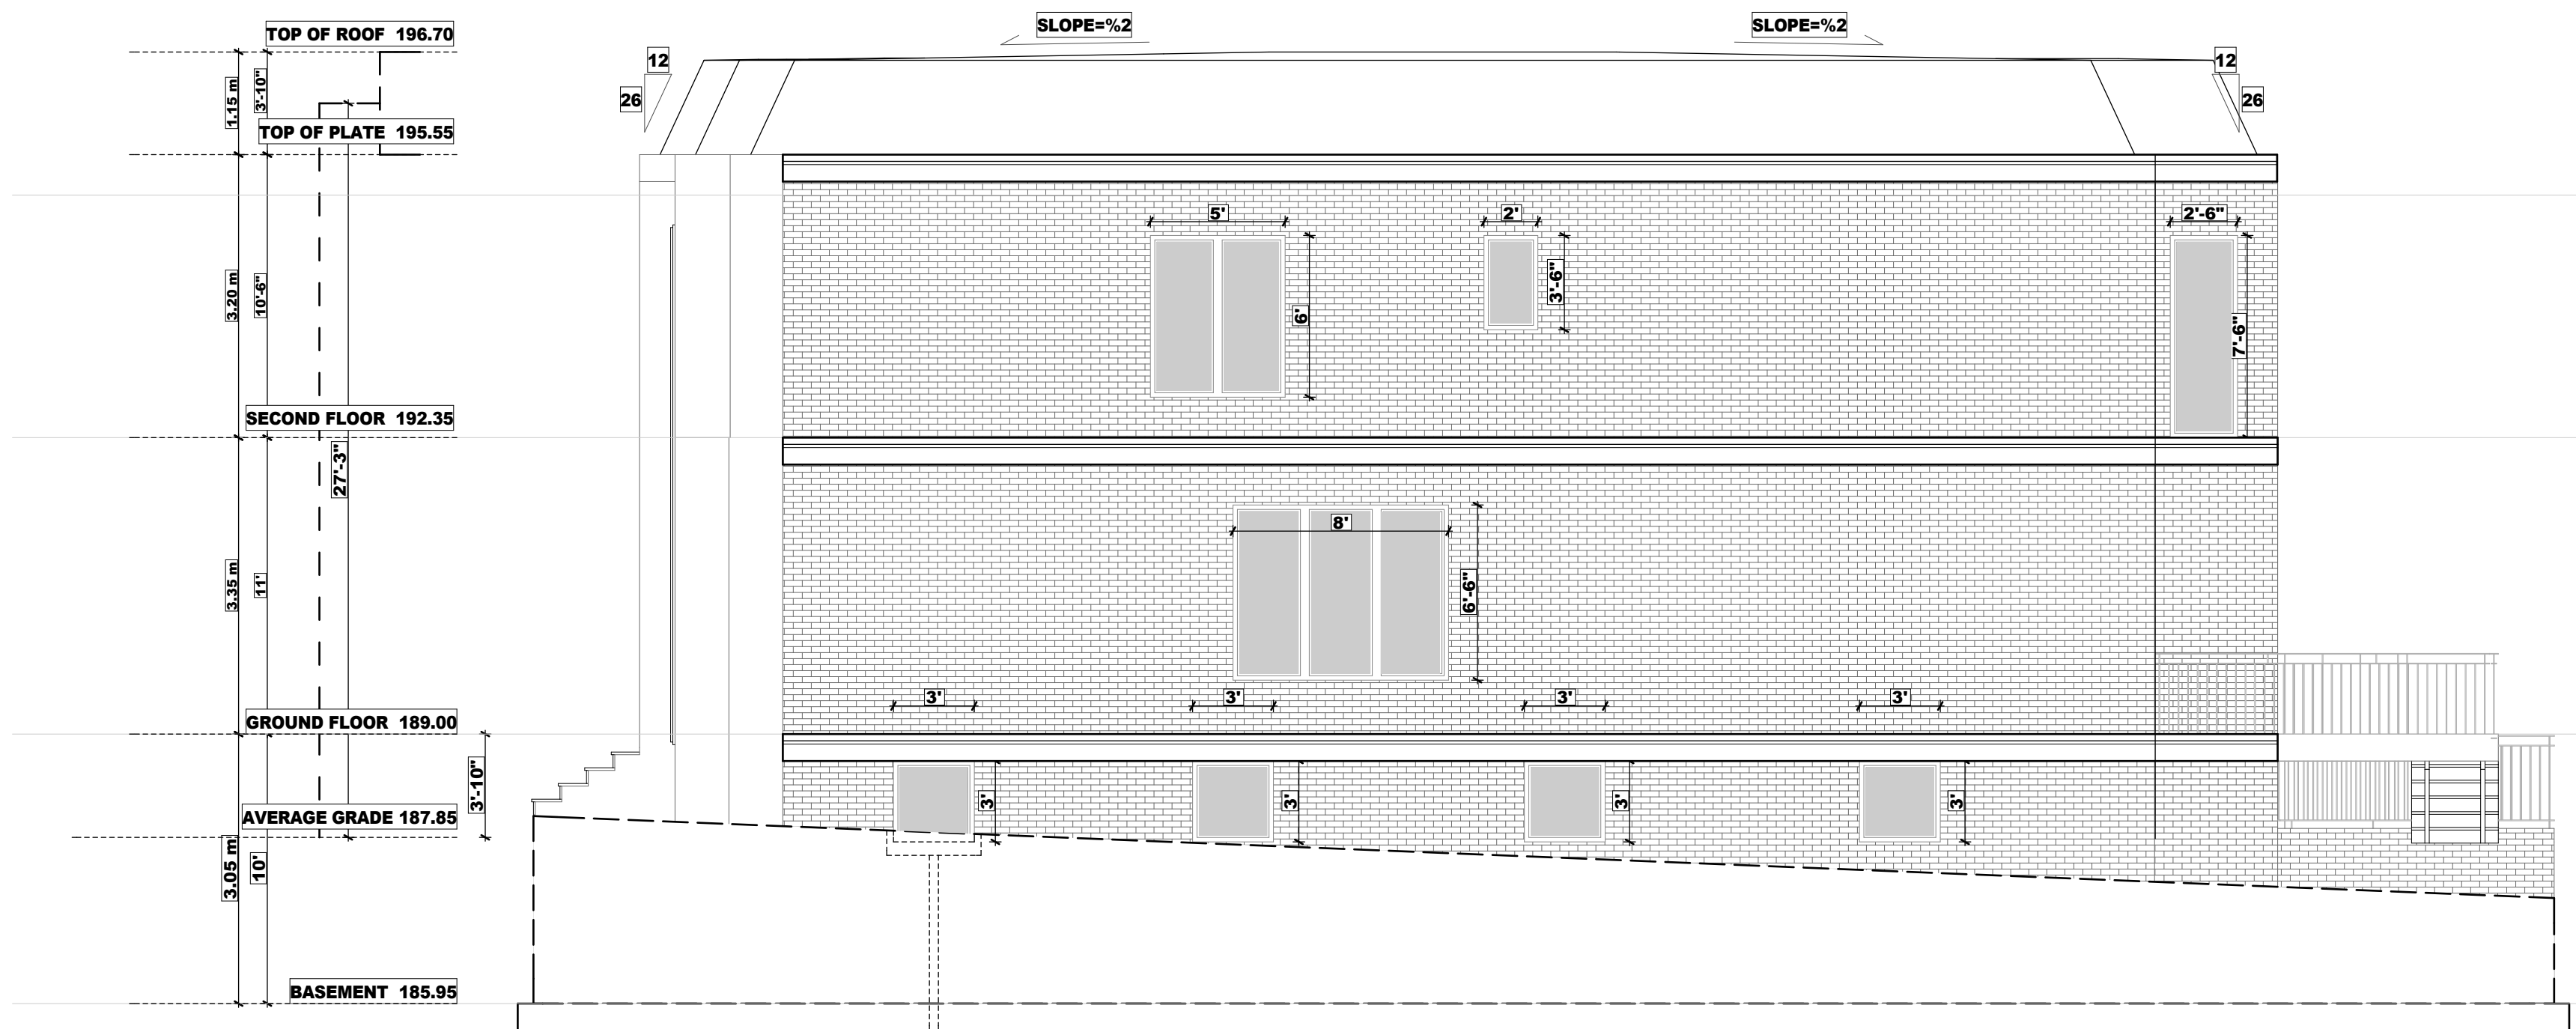 SLOPE=%2
SLOPE=%2
TOP OF ROOF 196.70
12
12
26
26
1.15 m
3'-10"
TOP OF PLATE 195.55
5'
2'
2'-6"
3.20 m
10'-6"
6'
3'-6"
7'-6"
SECOND FLOOR 192.35
27'-3"
8'
3.35 m
11'
6'-6"
3'
3'
3'
3'
GROUND FLOOR 189.00
3'-10"
3'
3'
3'
3'
AVERAGE GRADE 187.85
3.05 m
10'
BASEMENT 185.95